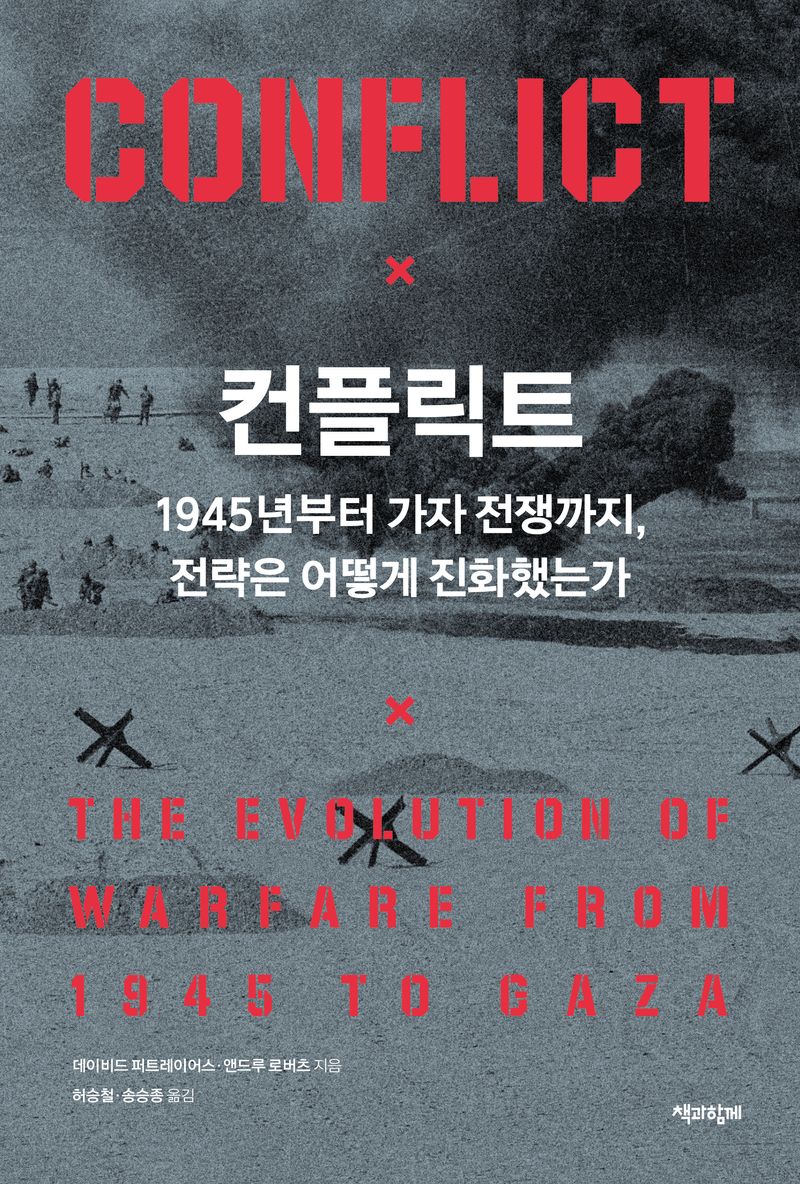 CONFLICT
컨플릭트
1945년부터 가자 전쟁까지,
전략은 어떻게 진화했는가
THE EVOLUTION OF
WARFARE FROM
1945 TO GAZA
데이비드 퍼트레이어스·앤드루 로버츠 지음
허승철·송승종 옮김
책과함께